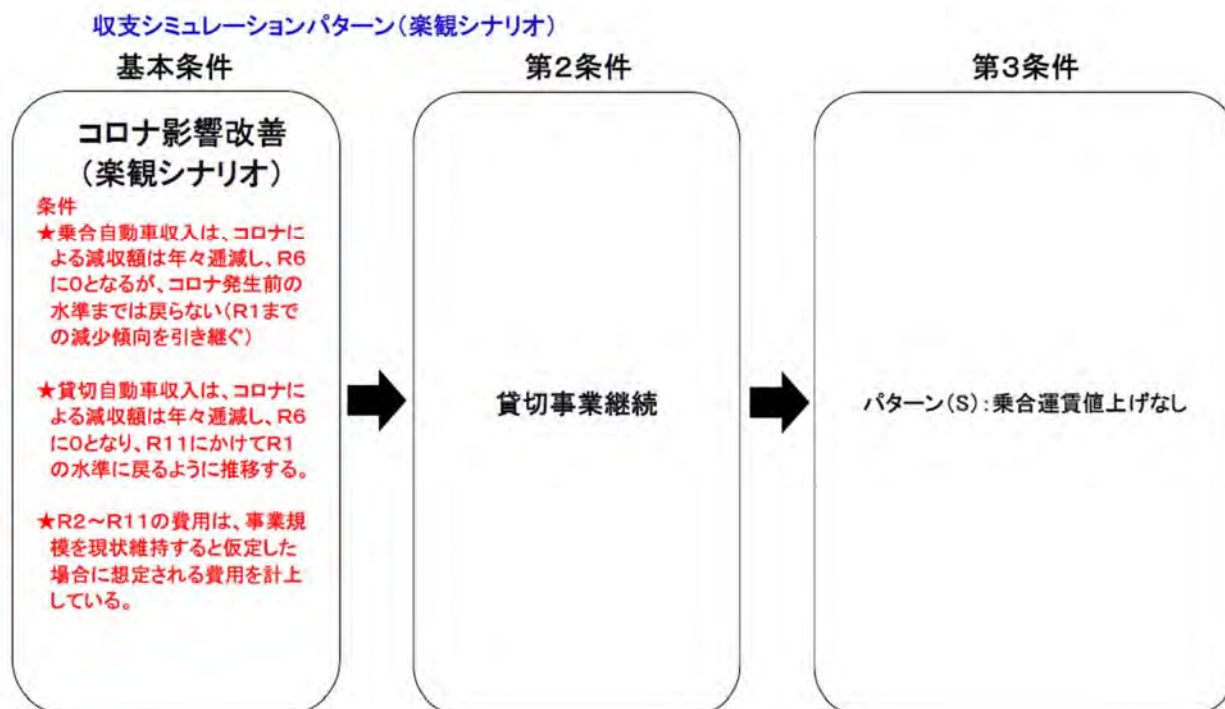 収支シミュレーションパターン(楽観シナリオ)
基本条件
コロナ影響改善
(楽観シナリオ)
条件
★乗合自動車収入は、コロナに
よる減収額は年々逓減し、R6
に0となるが、コロナ発生前の
水準までは戻らない(R1まで
の減少傾向を引き継ぐ)
★貸切自動車収入は、コロナに
よる減収額は年々逓減し、R6
に0となり、R11にかけてR1
の水準に戻るように推移する。
★R2～R11の費用は、事業規
模を現状維持すると仮定した
場合に想定される費用を計上
している。
第2条件
貸切事業継続
第3条件
パターン(S):乗合運賃値上げなし